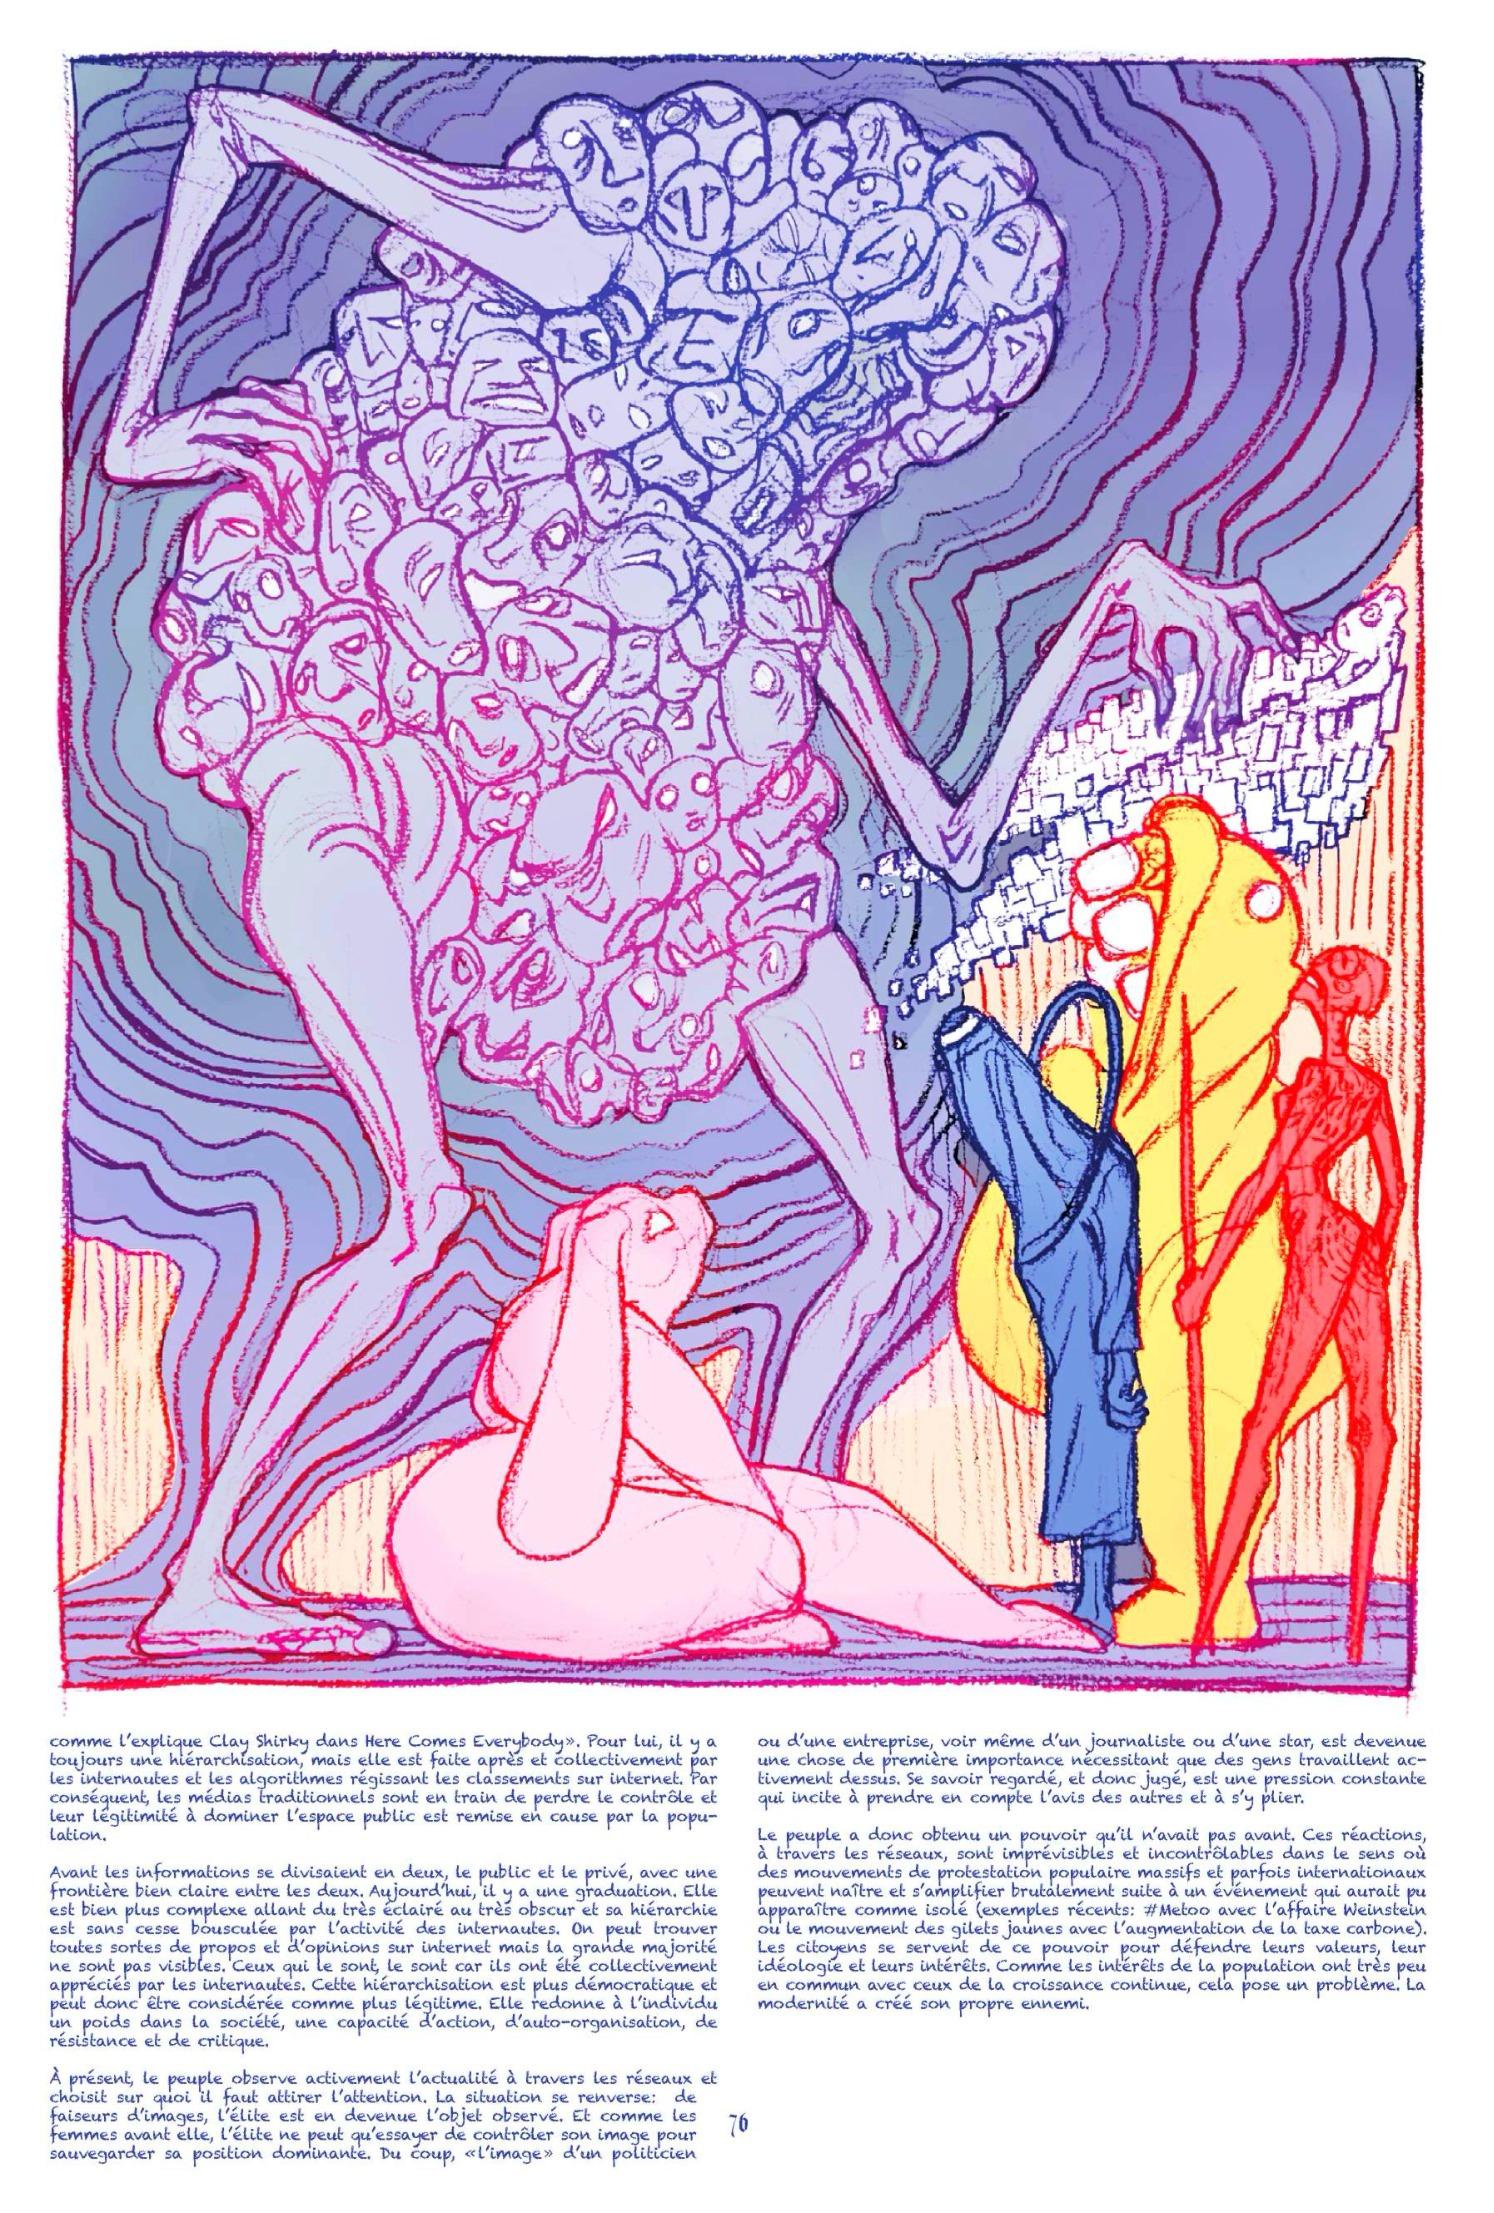 comme l'explique Clay Shirky dans Here Comes Everybody». Pour lui, il y a
toujours une hiérarchisation, mais elle est faite après et collectivement par
les internautes et les algorithmes régissant les classements sur internet. Par
conséquent, les médias traditionnels sont en train de perdre le contrôle et
leur légitimité à dominer l'espace public est remise en cause par la popu-
lation.
Avant les informations se divisaient en deux, le public et le privé, avec une
frontière bien claire entre les deux. Aujourd'hui, il y a une graduation. Elle
est bien plus complexe allant du très éclairé au très obscur et sa hiérarchie
est sans cesse bousculée par l'activité des internautes. On peut trouver
toutes sortes de propos et d'opinions sur internet mais la grande majorité
ne sont pas visibles. Ceux qui le sont, le sont car ils ont été collectivement
appréciés par les internautes. Cette hiérarchisation est plus démocratique et
peut donc être considérée comme plus légitime. Elle redonne à l'individu
un poids dans la société, une capacité d'action, d'auto-organisation, de
résistance et de critique.
À présent, le peuple observe activement l'actualité à travers les réseaux et
choisit sur quoi il faut attirer l'attention. La situation se renverse: de
faiseurs d'images, l'élite est en devenue l'objet observé. Et comme les
femmes avant elle, l'élite ne peut qu'essayer de contrôler son image pour
sauvegarder sa position dominante. Du coup, «l'image» d'un politicien
ou d'une entreprise, voir même d'un journaliste ou d'une star, est devenue
une chose de première importance nécessitant que des gens travaillent ac-
tivement dessus. Se savoir regardé, et donc jugé, est une pression constante
qui incite à prendre en compte l'avis des autres et à s'y plier.
Le peuple a donc obtenu un pouvoir qu'il n'avait pas avant. Ces réactions,
à travers les réseaux, sont imprévisibles et incontrôlables dans le sens où
des mouvements de protestation populaire massifs et parfois internationaux
peuvent naître et s'amplifier brutalement suite à un événement qui aurait pu
apparaître comme isolé (exemples récents: #Metoo avec l'affaire Weinstein
ou le mouvement des gilets jaunes avec l'augmentation de la taxe carbone).
Les citoyens se servent de ce pouvoir pour défendre leurs valeurs, leur
idéologie et leurs intérêts. Comme les intérêts de la population ont très peu
en commun avec ceux de la croissance continue, cela pose un problème. La
modernité a créé son propre ennemi.
76